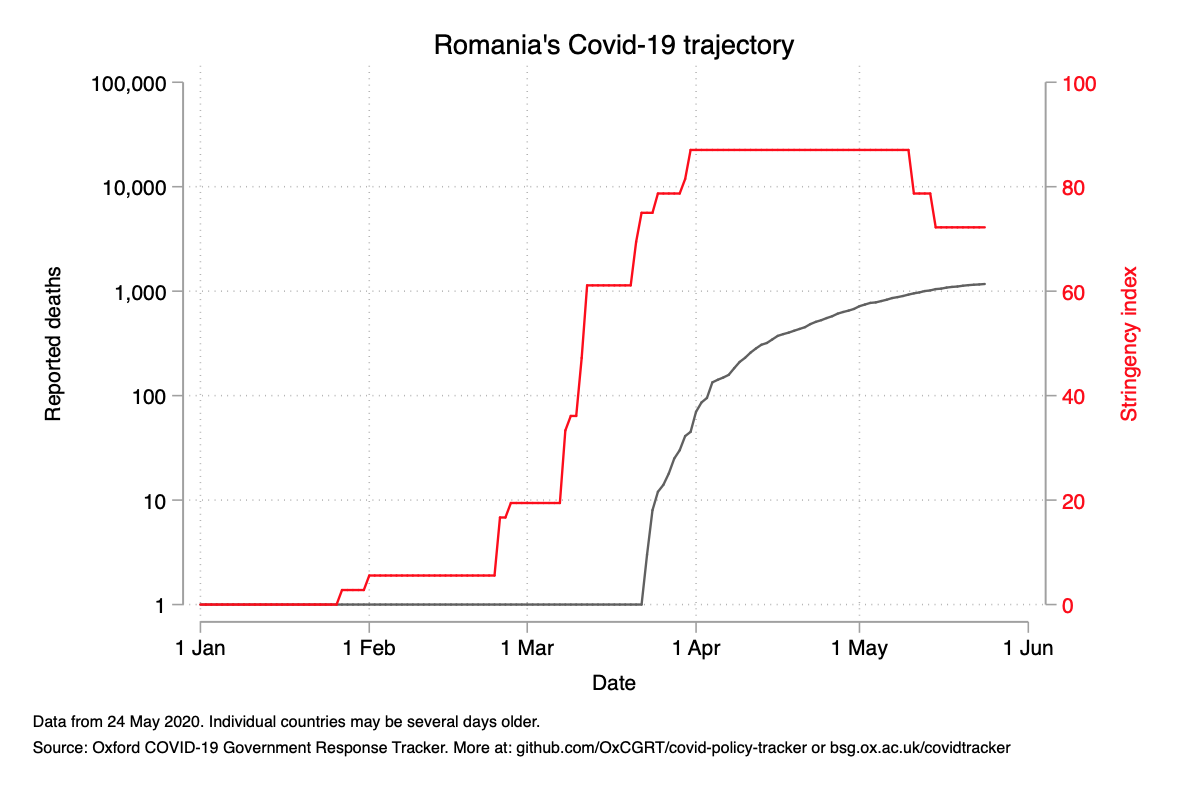 Romania's Covid-19 trajectory
100,000
10,000
1,000
100
10
1
Reported deaths
100
80
60
40
20
0
Stringency index
1 Jan
1 Feb
1 Mar
1 Apr
1 May
1 Jun
Date
Data from 24 May 2020. Individual countries may be several days older.
Source: Oxford COVID-19 Government Response Tracker. More at: github.com/OxCGRT/covid-policy-tracker or bsg.ox.ac.uk/covidtracker